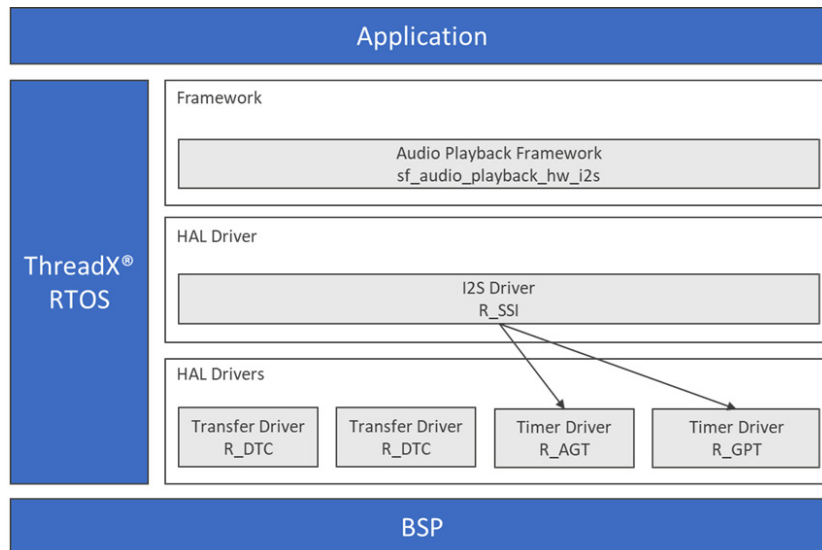 Application
ThreadX®
RTOS
Framework
Audio Playback Framework
sf_audio_playback_hw_i2s
HAL Driver
I2S Driver
R_SSI
HAL Drivers
Transfer Driver
R_DTC
Transfer Driver
R_DTC
Timer Driver
R_AGT
Timer Driver
R_GPT
BSP